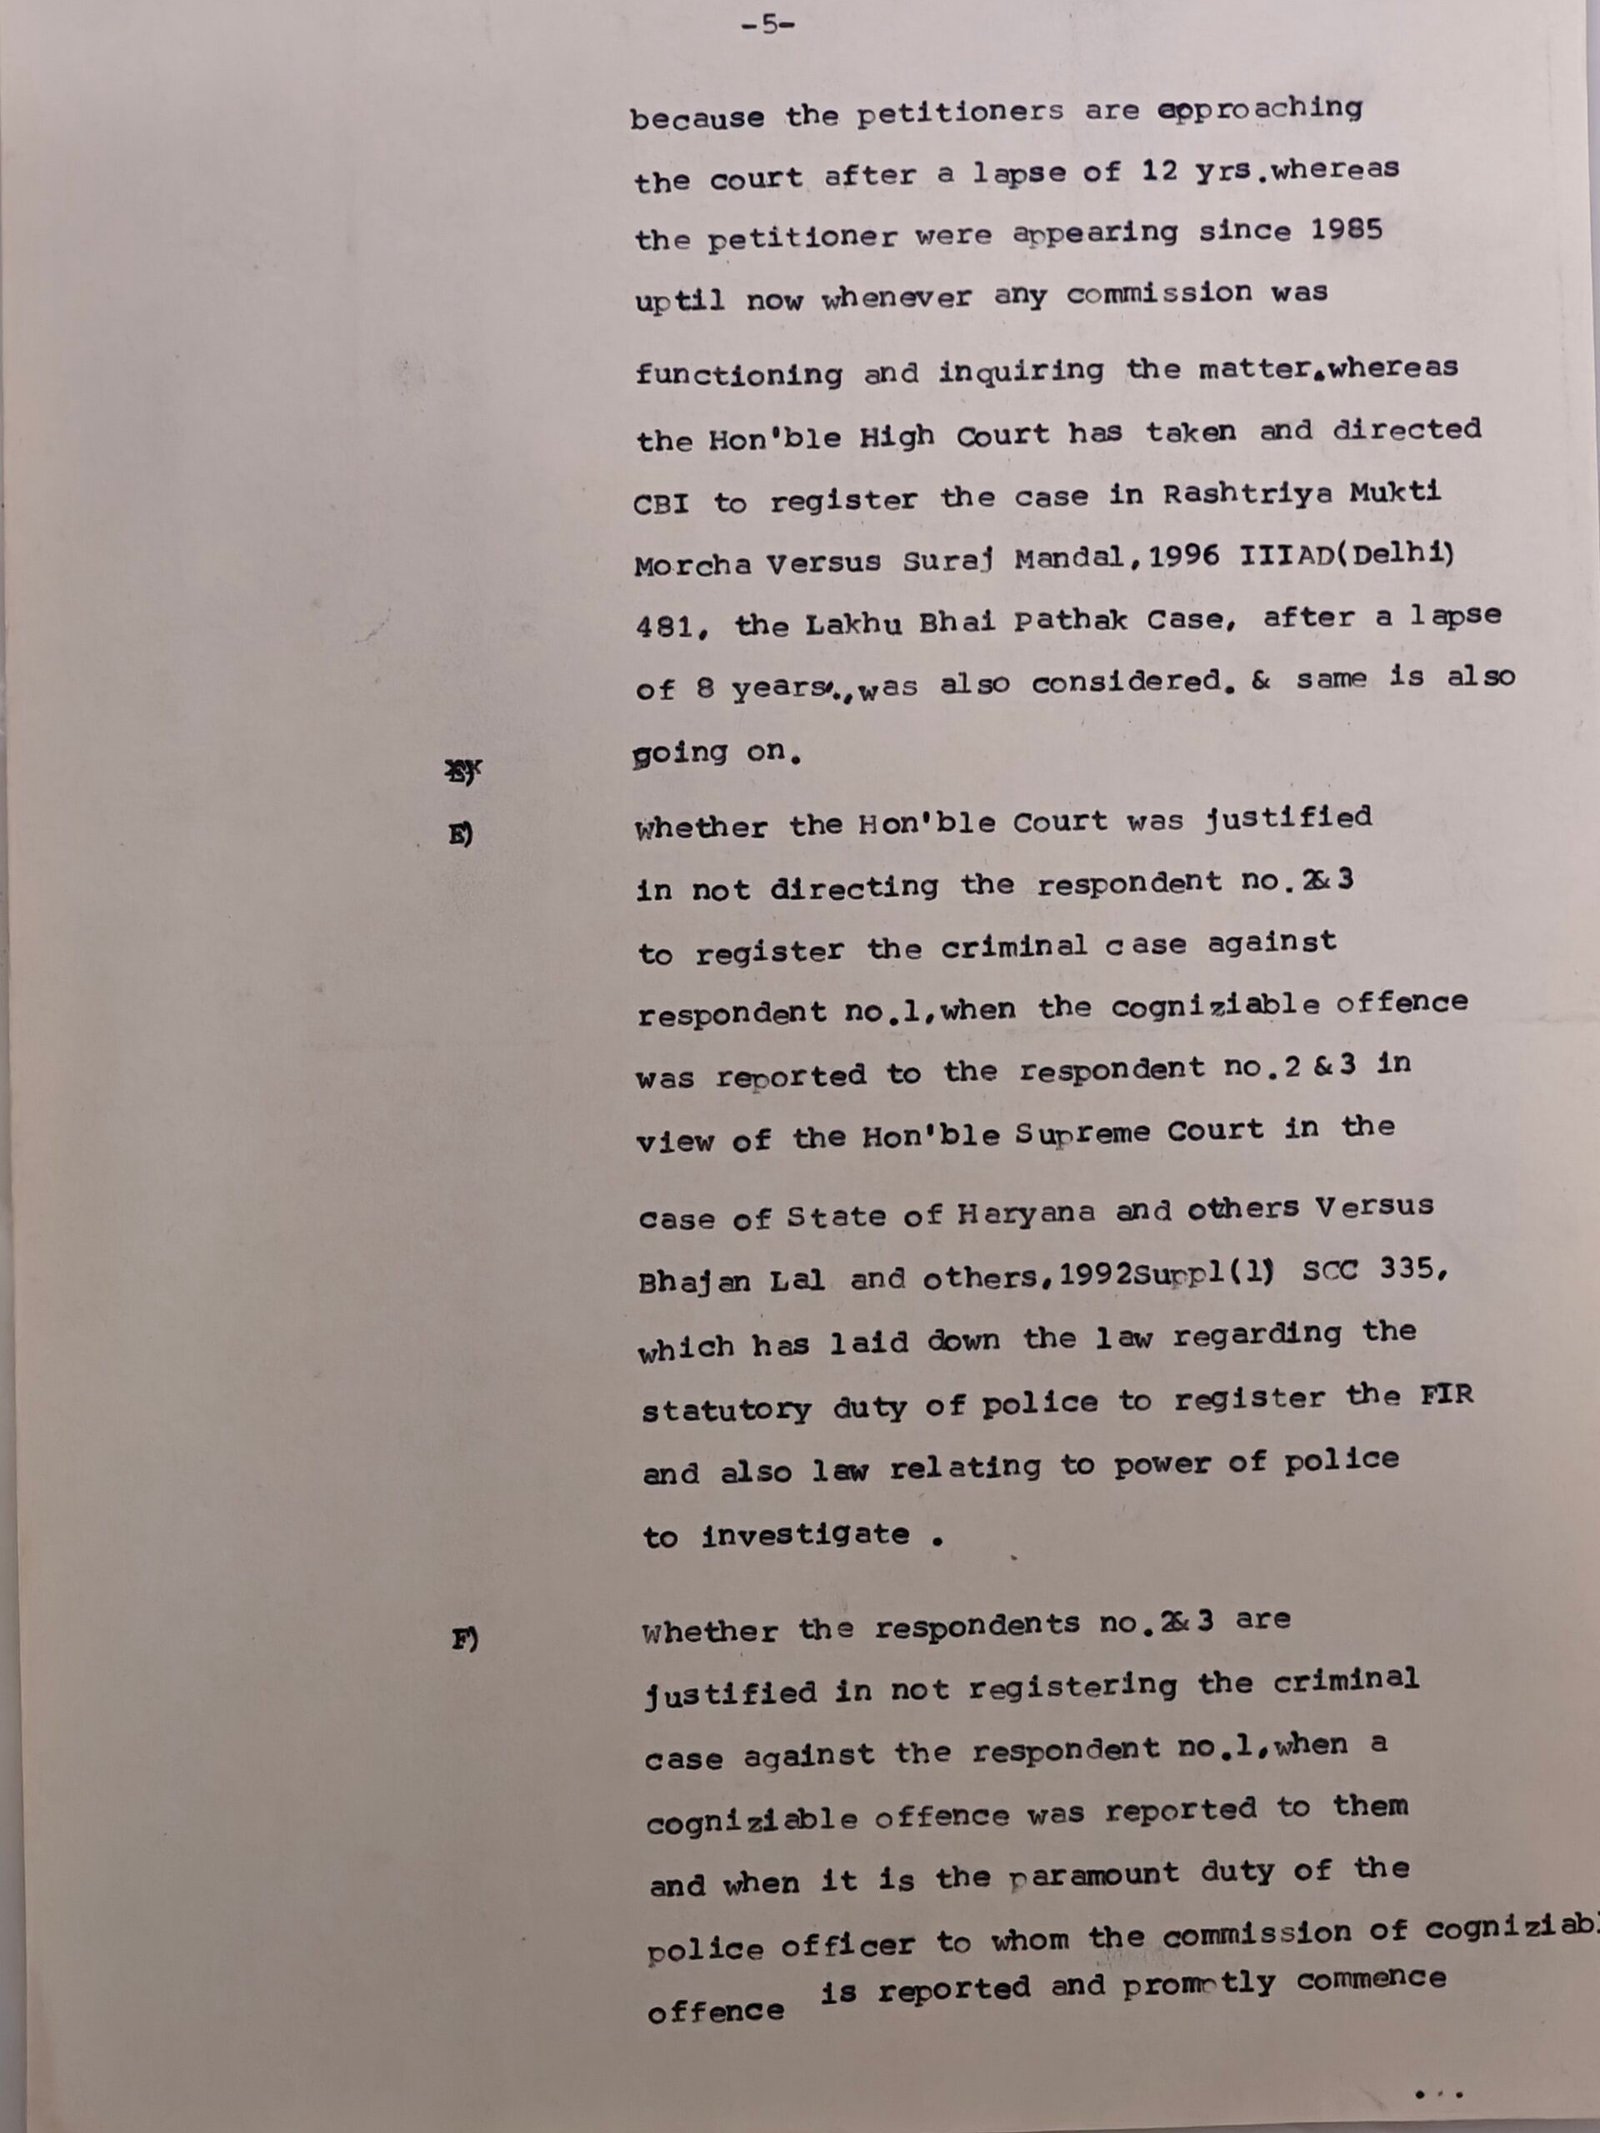 -5-
because the petitioners are approaching
the court after a lapse of 12 yrs.whereas
the petitioner were appearing since 1985
uptil now whenever any commission was
functioning and inquiring the matter.whereas
the Hon'ble High Court has taken and directed
CBI to register the case in Rashtriya Mukti
Morcha Versus Suraj Mandal,1996 IIIAD(Delhi)
481, the Lakhu Bhai Pathak Case, after a lapse
of 8 years.,was also considered. & same is also
going on.
E) Whether the Hon'ble Court was justified
in not directing the respondent no.2&3
to register the criminal case against
respondent no.1,when the cogniziable offence
was reported to the respondent no.2 &3 in
view of the Hon'ble Supreme Court in the
case of State of Haryana and others Versus
Bhajan Lal and others,1992Suppl(1) SCC 335,
which has laid down the law regarding the
statutory duty of police to register the FIR
and also law relating to power of police
to investigate .
F) Whether the respondents no.2&3 are
justified in not registering the criminal
case against the respondent no.1,when a
cogniziable offence was reported to them
and when it is the paramount duty of the
police officer to whom the commission of cogniziabl
offence is reported and promptly commence
...